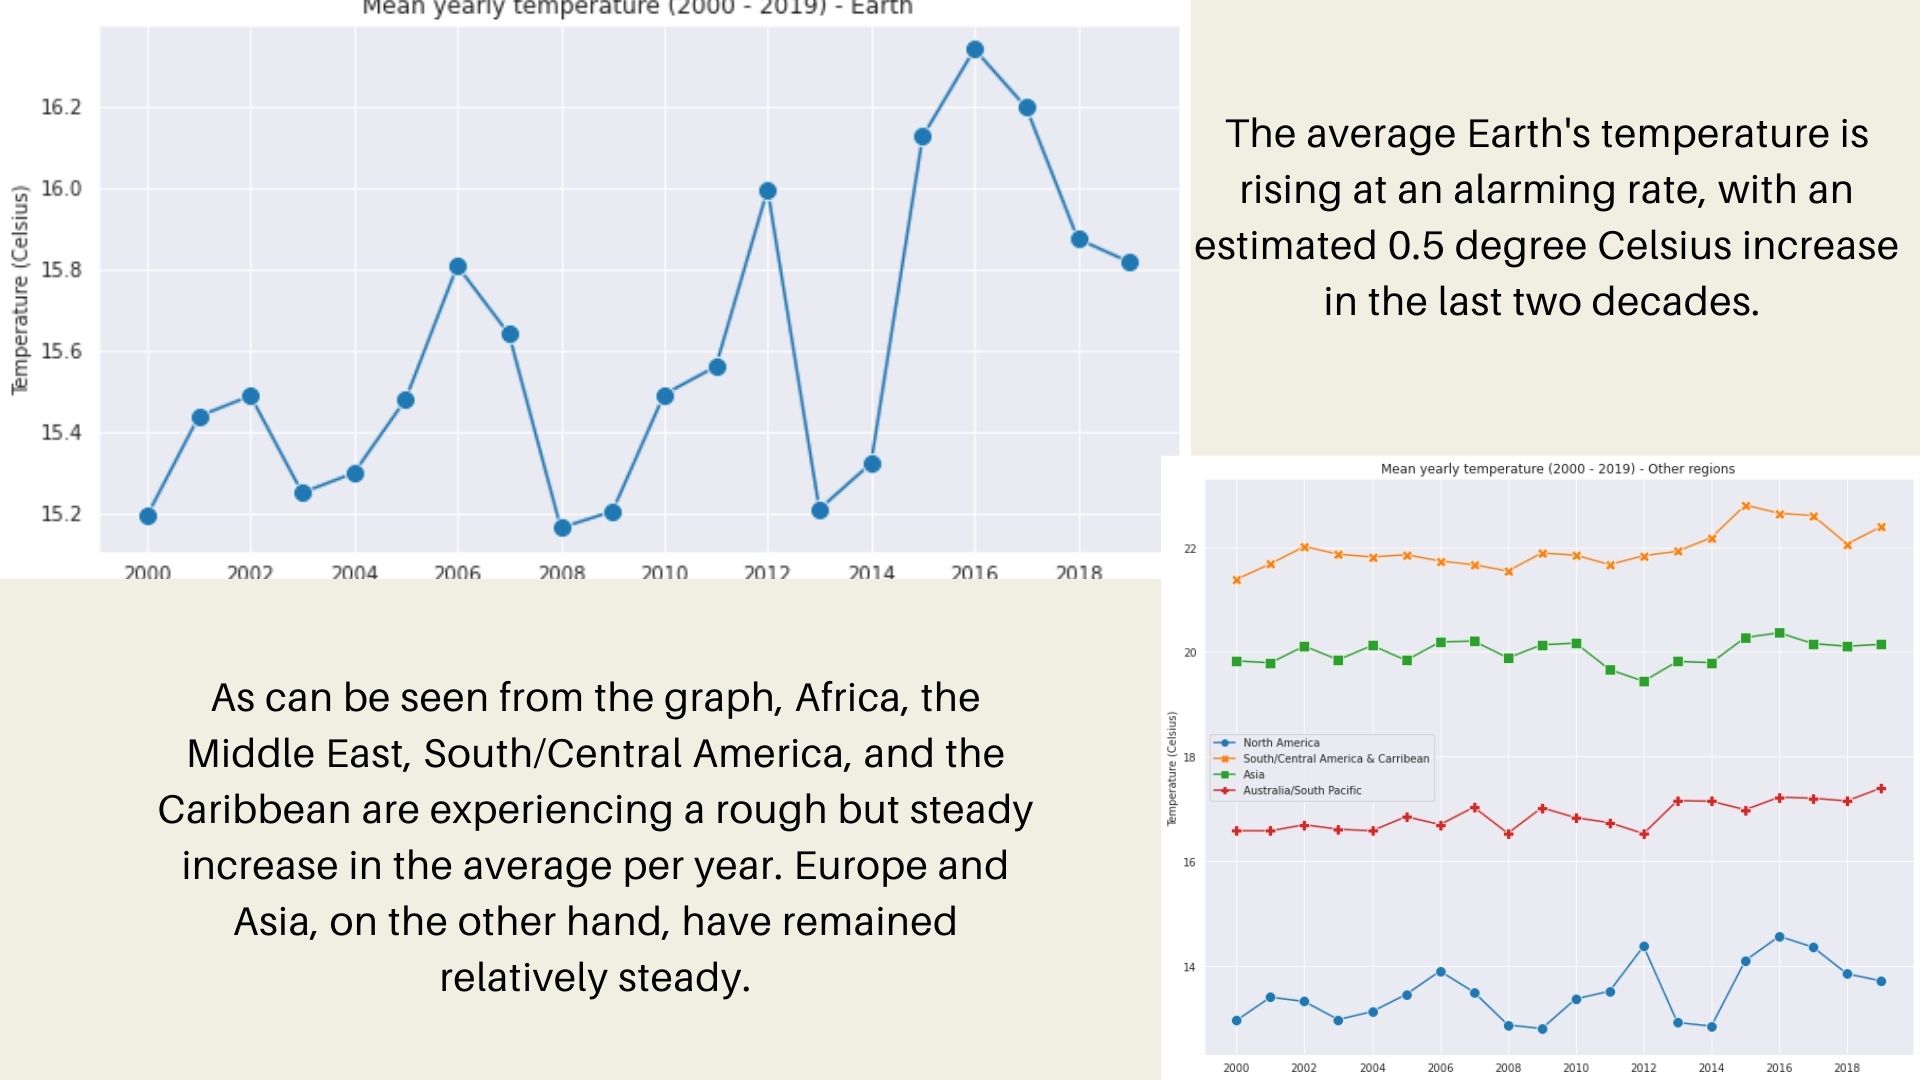 Mean yearly temperature (2000 - 2019) - Earth
Temperature (Celsius)
16.2
16.0
15.8
15.6
15.4
15.2
2000 2002 2004 2006 2008 2010 2012 2014 2016 2018
The average Earth's temperature is
rising at an alarming rate, with an
estimated 0.5 degree Celsius increase
in the last two decades.
As can be seen from the graph, Africa, the
Middle East, South/Central America, and the
Caribbean are experiencing a rough but steady
increase in the average per year. Europe and
Asia, on the other hand, have remained
relatively steady.
Mean yearly temperature (2000 - 2019) - Other regions
Temperature (Celsius)
22
20
18
16
14
North America
South/Central America & Carribean
Asia
Australia/South Pacific
2000 2002 2004 2006 2008 2010 2012 2014 2016 2018